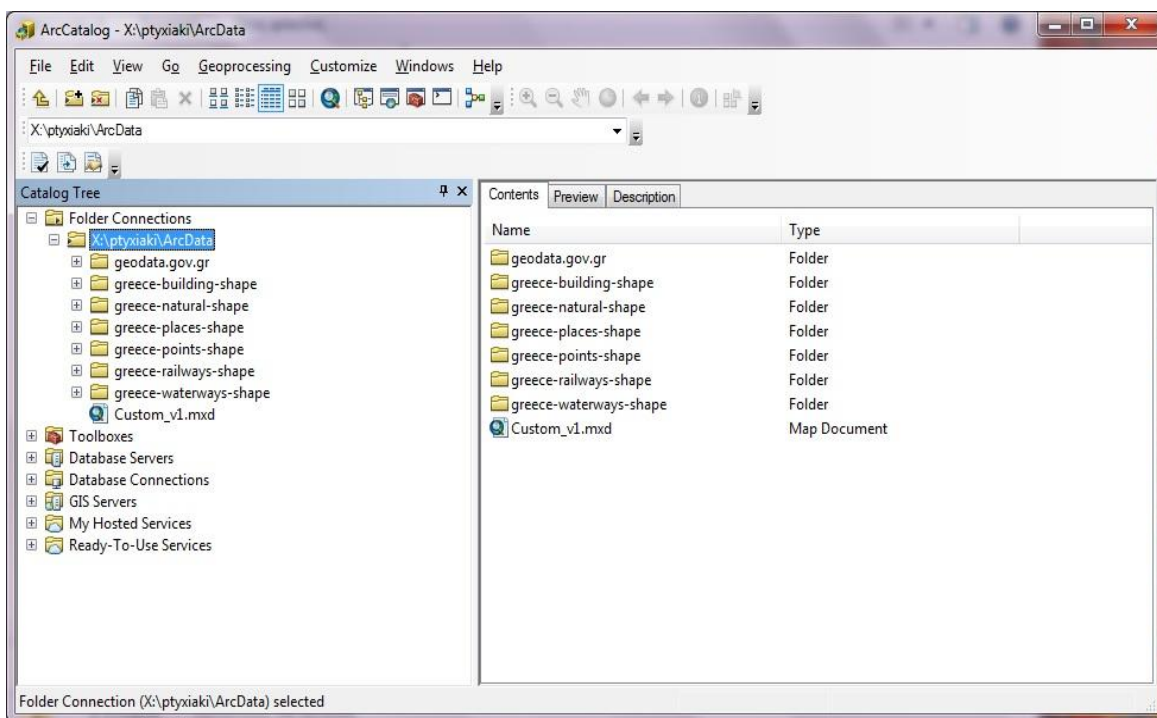 ArcCatalog - X:\ptyxiaki\ArcData
File Edit View Go Geoprocessing Customize Windows Help
X:\ptyxiaki\ArcData
Catalog Tree
Folder Connections
X:\ptyxiaki\ArcData
geodata.gov.gr
greece-building-shape
greece-natural-shape
greece-places-shape
greece-points-shape
greece-railways-shape
greece-waterways-shape
Custom_v1.mxd
Toolboxes
Database Servers
Database Connections
GIS Servers
My Hosted Services
Ready-To-Use Services
Contents Preview Description
Name Type
geodata.gov.gr Folder
greece-building-shape Folder
greece-natural-shape Folder
greece-places-shape Folder
greece-points-shape Folder
greece-railways-shape Folder
greece-waterways-shape Folder
Custom_v1.mxd Map Document
Folder Connection (X:\ptyxiaki\ArcData) selected